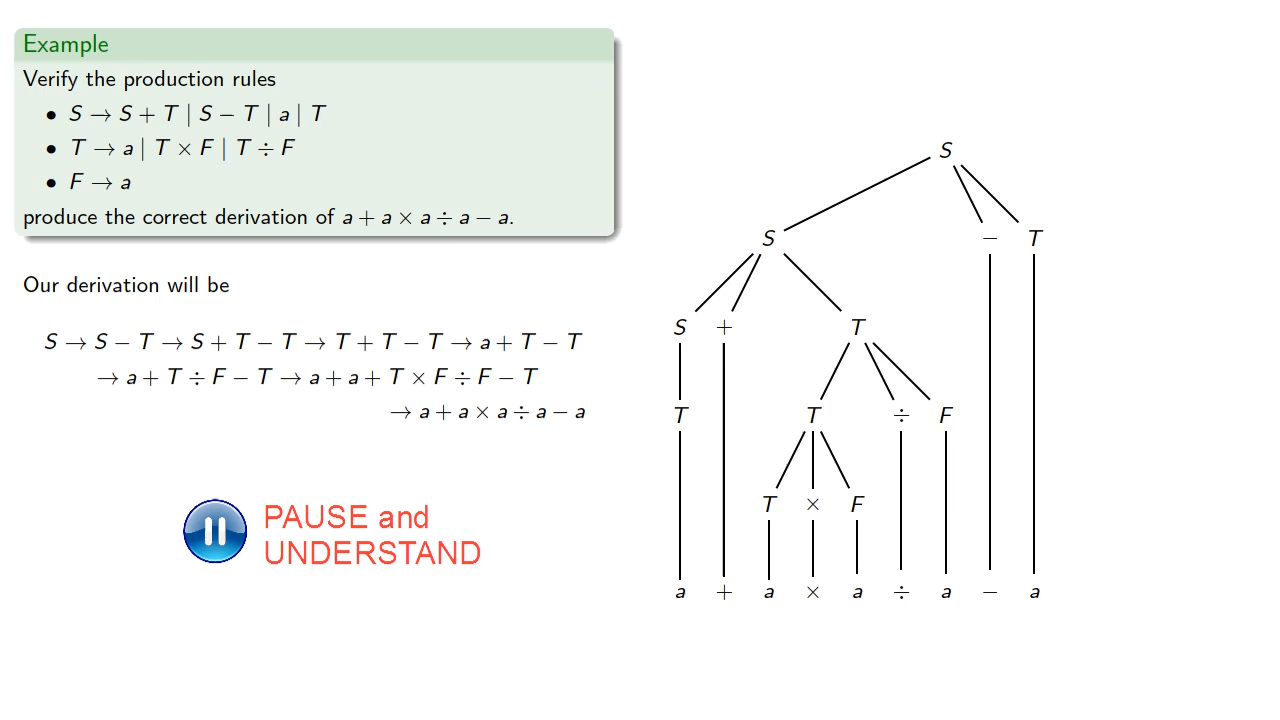 Example
Verify the production rules
• S → S + T | S − T | a | T
• T → a | T × F | T ÷ F
• F → a
produce the correct derivation of a + a × a ÷ a − a.
Our derivation will be
S → S − T → S + T − T → T + T − T → a + T − T
→ a + T ÷ F − T → a + a + T × F ÷ F − T
→ a + a × a ÷ a − a
PAUSE and
UNDERSTAND
S
S − T
S + T
T T ÷ F
T × F
a + a × a ÷ a − a